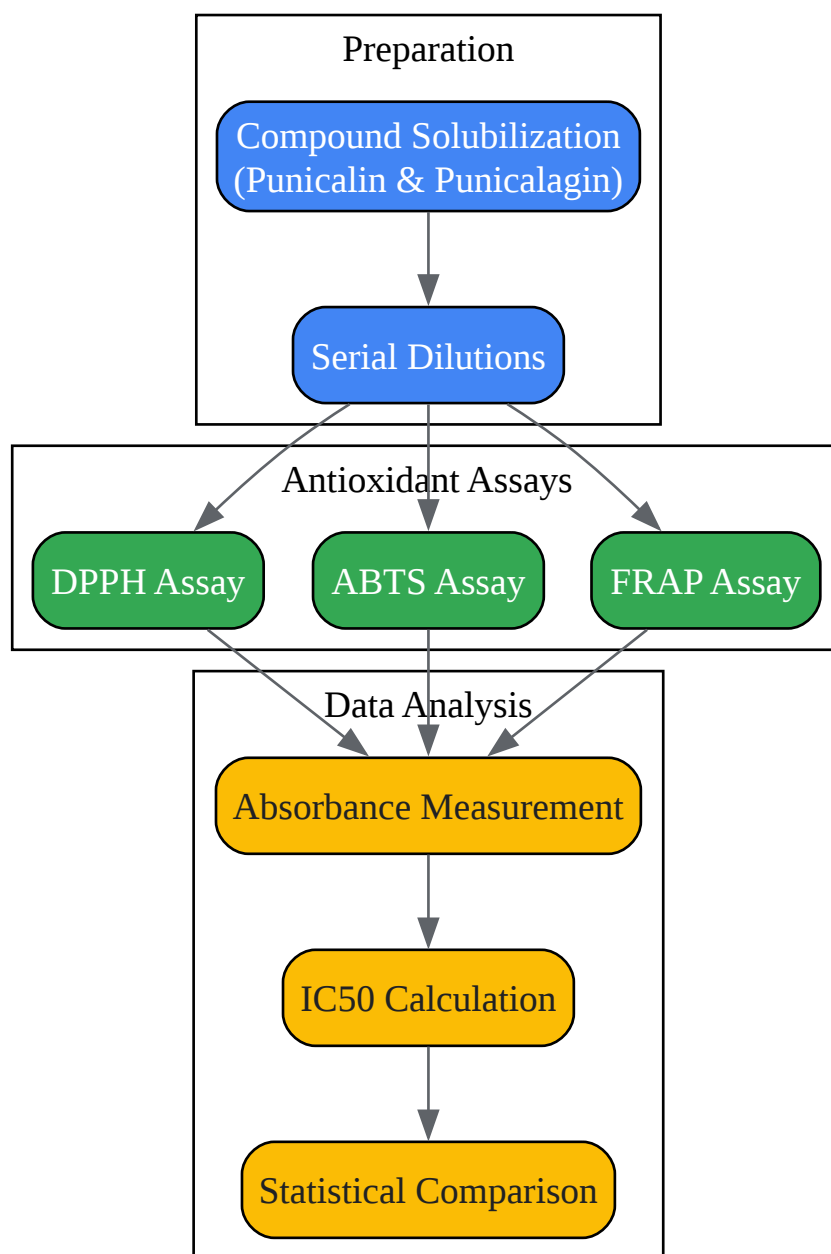 Preparation
Compound Solubilization
(Punicalin & Punicalagin)
Serial Dilutions
Antioxidant Assays
DPPH Assay
ABTS Assay
FRAP Assay
Data Analysis
Absorbance Measurement
IC50 Calculation
Statistical Comparison